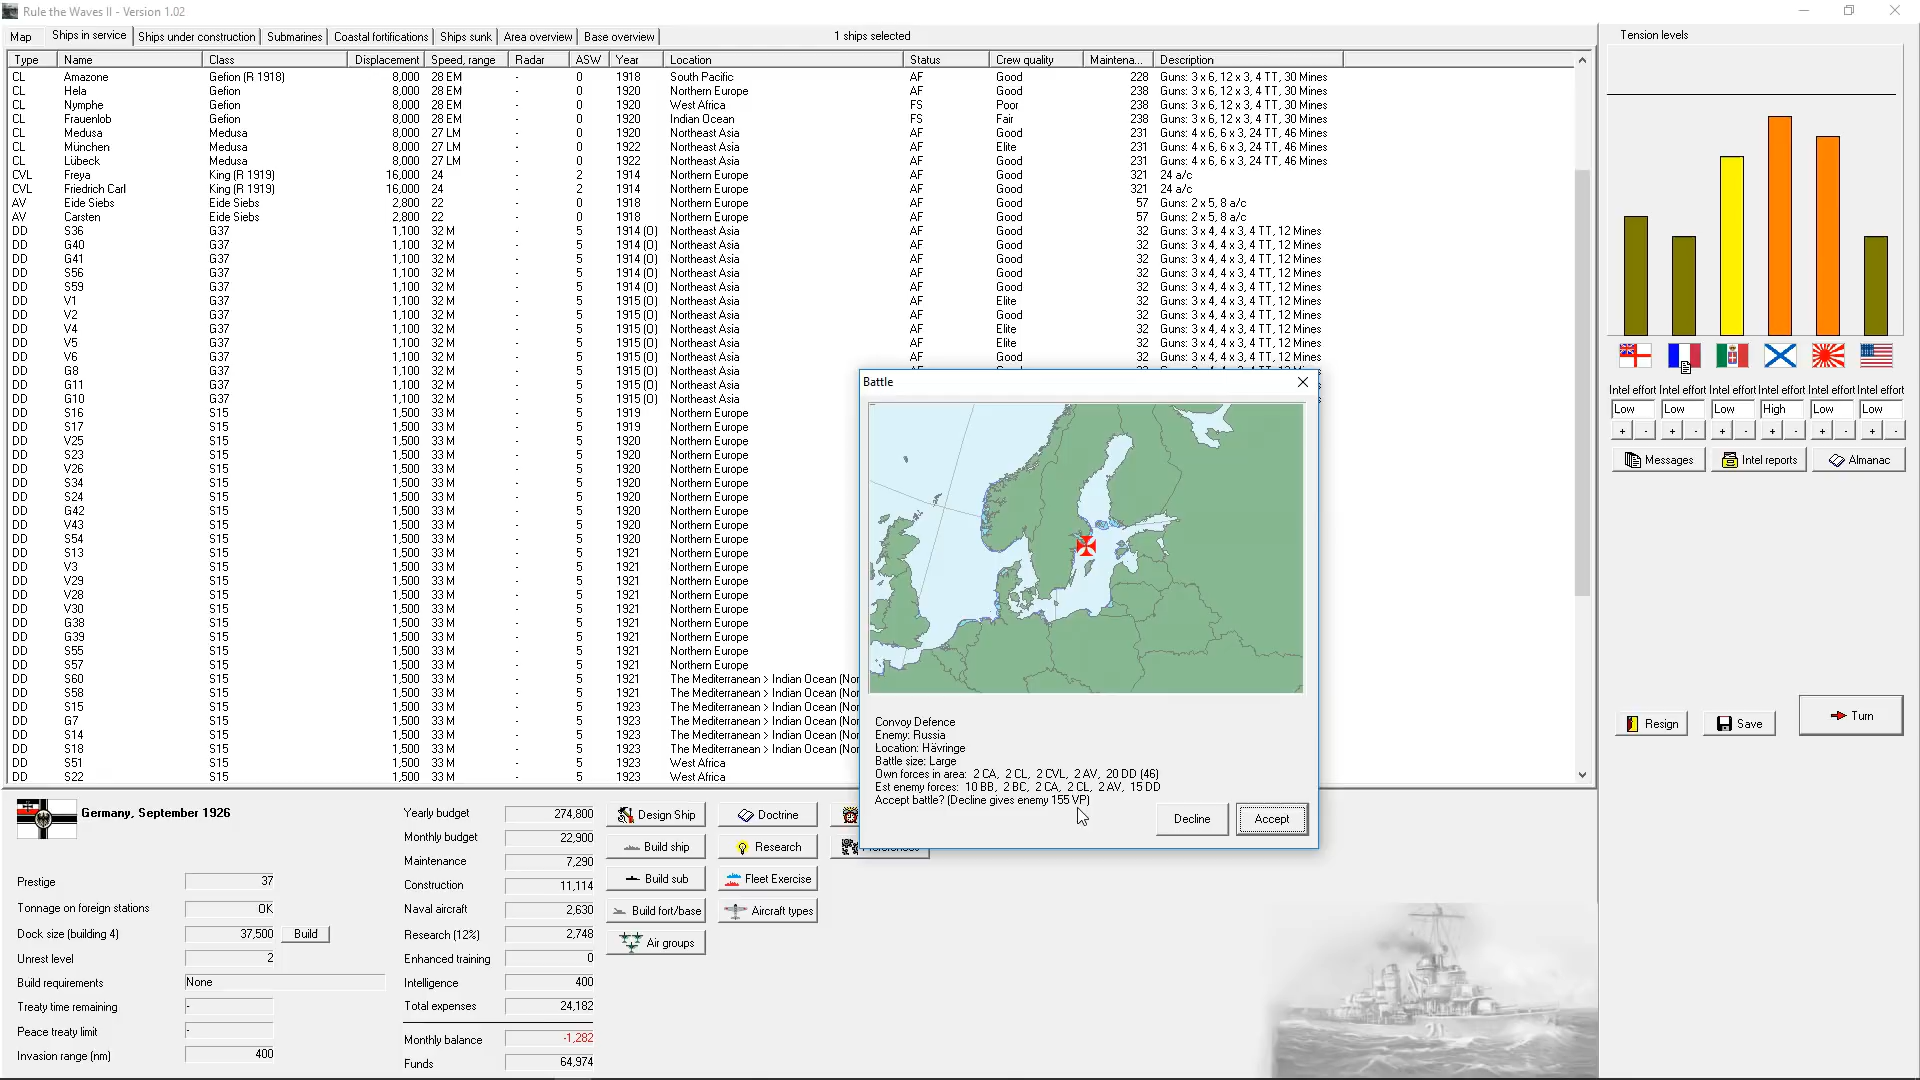 Rule the Waves II - Version 1.02
Map Ships in service Ships under construction Submarines Coastal fortifications Ships sunk Area overview Base overview 1 ships selected
Type Name Class Displacement Speed, range Radar ASW Year Location Status Crew quality Maintena... Description
CL Amazone Gefion (R 1918) 8,000 28 EM - 0 1918 South Pacific AF Good 228 Guns: 3 x 6, 12 x 3, 4 TT, 30 Mines
CL Hela Gefion 8,000 28 EM - 0 1920 Northern Europe AF Good 238 Guns: 3 x 6, 12 x 3, 4 TT, 30 Mines
CL Nymphe Gefion 8,000 28 EM - 0 1920 West Africa FS Poor 238 Guns: 3 x 6, 12 x 3, 4 TT, 30 Mines
CL Frauenlob Gefion 8,000 28 EM - 0 1920 Indian Ocean FS Fair 238 Guns: 3 x 6, 12 x 3, 4 TT, 30 Mines
CL Medusa Medusa 8,000 27 LM - 0 1920 Northeast Asia AF Good 231 Guns: 4 x 6, 6 x 3, 24 TT, 46 Mines
CL München Medusa 8,000 27 LM - 0 1922 Northeast Asia AF Elite 231 Guns: 4 x 6, 6 x 3, 24 TT, 46 Mines
CL Lübeck Medusa 8,000 27 LM - 0 1922 Northeast Asia AF Good 231 Guns: 4 x 6, 6 x 3, 24 TT, 46 Mines
CVL Freya King (R 1919) 16,000 24 - 2 1914 Northern Europe AF Good 321 24 a/c
CVL Friedrich Carl King (R 1919) 16,000 24 - 2 1914 Northern Europe AF Good 321 24 a/c
AV Eide Siebs Eide Siebs 2,800 22 - 0 1918 Northern Europe AF Good 57 Guns: 2 x 5, 8 a/c
AV Carsten Eide Siebs 2,800 22 - 0 1918 Northern Europe AF Good 57 Guns: 2 x 5, 8 a/c
DD S36 G37 1,100 32 M - 5 1914 (O) Northeast Asia AF Good 32 Guns: 3 x 4, 4 x 3, 4 TT, 12 Mines
DD G40 G37 1,100 32 M - 5 1914 (O) Northeast Asia AF Good 32 Guns: 3 x 4, 4 x 3, 4 TT, 12 Mines
DD G41 G37 1,100 32 M - 5 1914 (O) Northeast Asia AF Good 32 Guns: 3 x 4, 4 x 3, 4 TT, 12 Mines
DD S56 G37 1,100 32 M - 5 1914 (O) Northeast Asia AF Good 32 Guns: 3 x 4, 4 x 3, 4 TT, 12 Mines
DD S59 G37 1,100 32 M - 5 1914 (O) Northeast Asia AF Good 32 Guns: 3 x 4, 4 x 3, 4 TT, 12 Mines
DD V1 G37 1,100 32 M - 5 1915 (O) Northeast Asia AF Elite 32 Guns: 3 x 4, 4 x 3, 4 TT, 12 Mines
DD V2 G37 1,100 32 M - 5 1915 (O) Northeast Asia AF Good 32 Guns: 3 x 4, 4 x 3, 4 TT, 12 Mines
DD V4 G37 1,100 32 M - 5 1915 (O) Northeast Asia AF Elite 32 Guns: 3 x 4, 4 x 3, 4 TT, 12 Mines
DD V5 G37 1,100 32 M - 5 1915 (O) Northeast Asia AF Elite 32 Guns: 3 x 4, 4 x 3, 4 TT, 12 Mines
DD V6 G37 1,100 32 M - 5 1915 (O) Northeast Asia AF Good 32 Guns: 3 x 4, 4 x 3, 4 TT, 12 Mines
DD G8 G37 1,100 32 M - 5 1915 (O) Northeast Asia
DD G11 G37 1,100 32 M - 5 1915 (O) Northeast Asia
DD G10 G37 1,100 32 M - 5 1915 (O) Northeast Asia
DD S16 S15 1,500 33 M - 5 1919 Northern Europe
DD S17 S15 1,500 33 M - 5 1919 Northern Europe
DD V25 S15 1,500 33 M - 5 1920 Northern Europe
DD S23 S15 1,500 33 M - 5 1920 Northern Europe
DD V26 S15 1,500 33 M - 5 1920 Northern Europe
DD S34 S15 1,500 33 M - 5 1920 Northern Europe
DD S24 S15 1,500 33 M - 5 1920 Northern Europe
DD G42 S15 1,500 33 M - 5 1920 Northern Europe
DD V43 S15 1,500 33 M - 5 1920 Northern Europe
DD S54 S15 1,500 33 M - 5 1920 Northern Europe
DD S13 S15 1,500 33 M - 5 1921 Northern Europe
DD V3 S15 1,500 33 M - 5 1921 Northern Europe
DD V29 S15 1,500 33 M - 5 1921 Northern Europe
DD V28 S15 1,500 33 M - 5 1921 Northern Europe
DD V30 S15 1,500 33 M - 5 1921 Northern Europe
DD G38 S15 1,500 33 M - 5 1921 Northern Europe
DD G39 S15 1,500 33 M - 5 1921 Northern Europe
DD S55 S15 1,500 33 M - 5 1921 Northern Europe
DD S57 S15 1,500 33 M - 5 1921 Northern Europe
DD S60 S15 1,500 33 M - 5 1921 The Mediterranean > Indian Ocean (Nor
DD S58 S15 1,500 33 M - 5 1921 The Mediterranean > Indian Ocean (Nor
DD S15 S15 1,500 33 M - 5 1923 The Mediterranean > Indian Ocean (Nor
DD G7 S15 1,500 33 M - 5 1923 The Mediterranean > Indian Ocean (Nor
DD S14 S15 1,500 33 M - 5 1923 The Mediterranean > Indian Ocean (Nor
DD S18 S15 1,500 33 M - 5 1923 The Mediterranean > Indian Ocean (Nor
DD S51 S15 1,500 33 M - 5 1923 West Africa
DD S22 S15 1,500 33 M - 5 1923 West Africa
Battle
Convoy Defence
Enemy: Russia
Location: Hävringe
Battle size: Large
Own forces in area: 2 CA, 2 CL, 2 CVL, 2 AV, 20 DD (46)
Est enemy forces: 10 BB, 2 BC, 2 CA, 2 CL, 2 AV, 15 DD
Accept battle? (Decline gives enemy 155 VP)
Decline Accept
Tension levels
Intel effort Intel effort Intel effort Intel effort Intel effort Intel effort
Low Low Low High Low Low
+ - + - + - + - + - + -
Messages Intel reports Almanac
Resign Save Turn
Germany, September 1926
Prestige 37
Tonnage on foreign stations OK
Dock size (building 4) 37,500 Build
Unrest level 2
Build requirements None
Treaty time remaining -
Peace treaty limit -
Invasion range (nm) 400
Yearly budget 274,800
Monthly budget 22,900
Maintenance 7,290
Construction 11,114
Naval aircraft 2,630
Research (12%) 2,748
Enhanced training 0
Intelligence 400
Total expenses 24,182
Monthly balance -1,282
Funds 64,974
Design Ship Doctrine
Build ship Research
Build sub Fleet Exercise
Build fort/base Aircraft types
Air groups